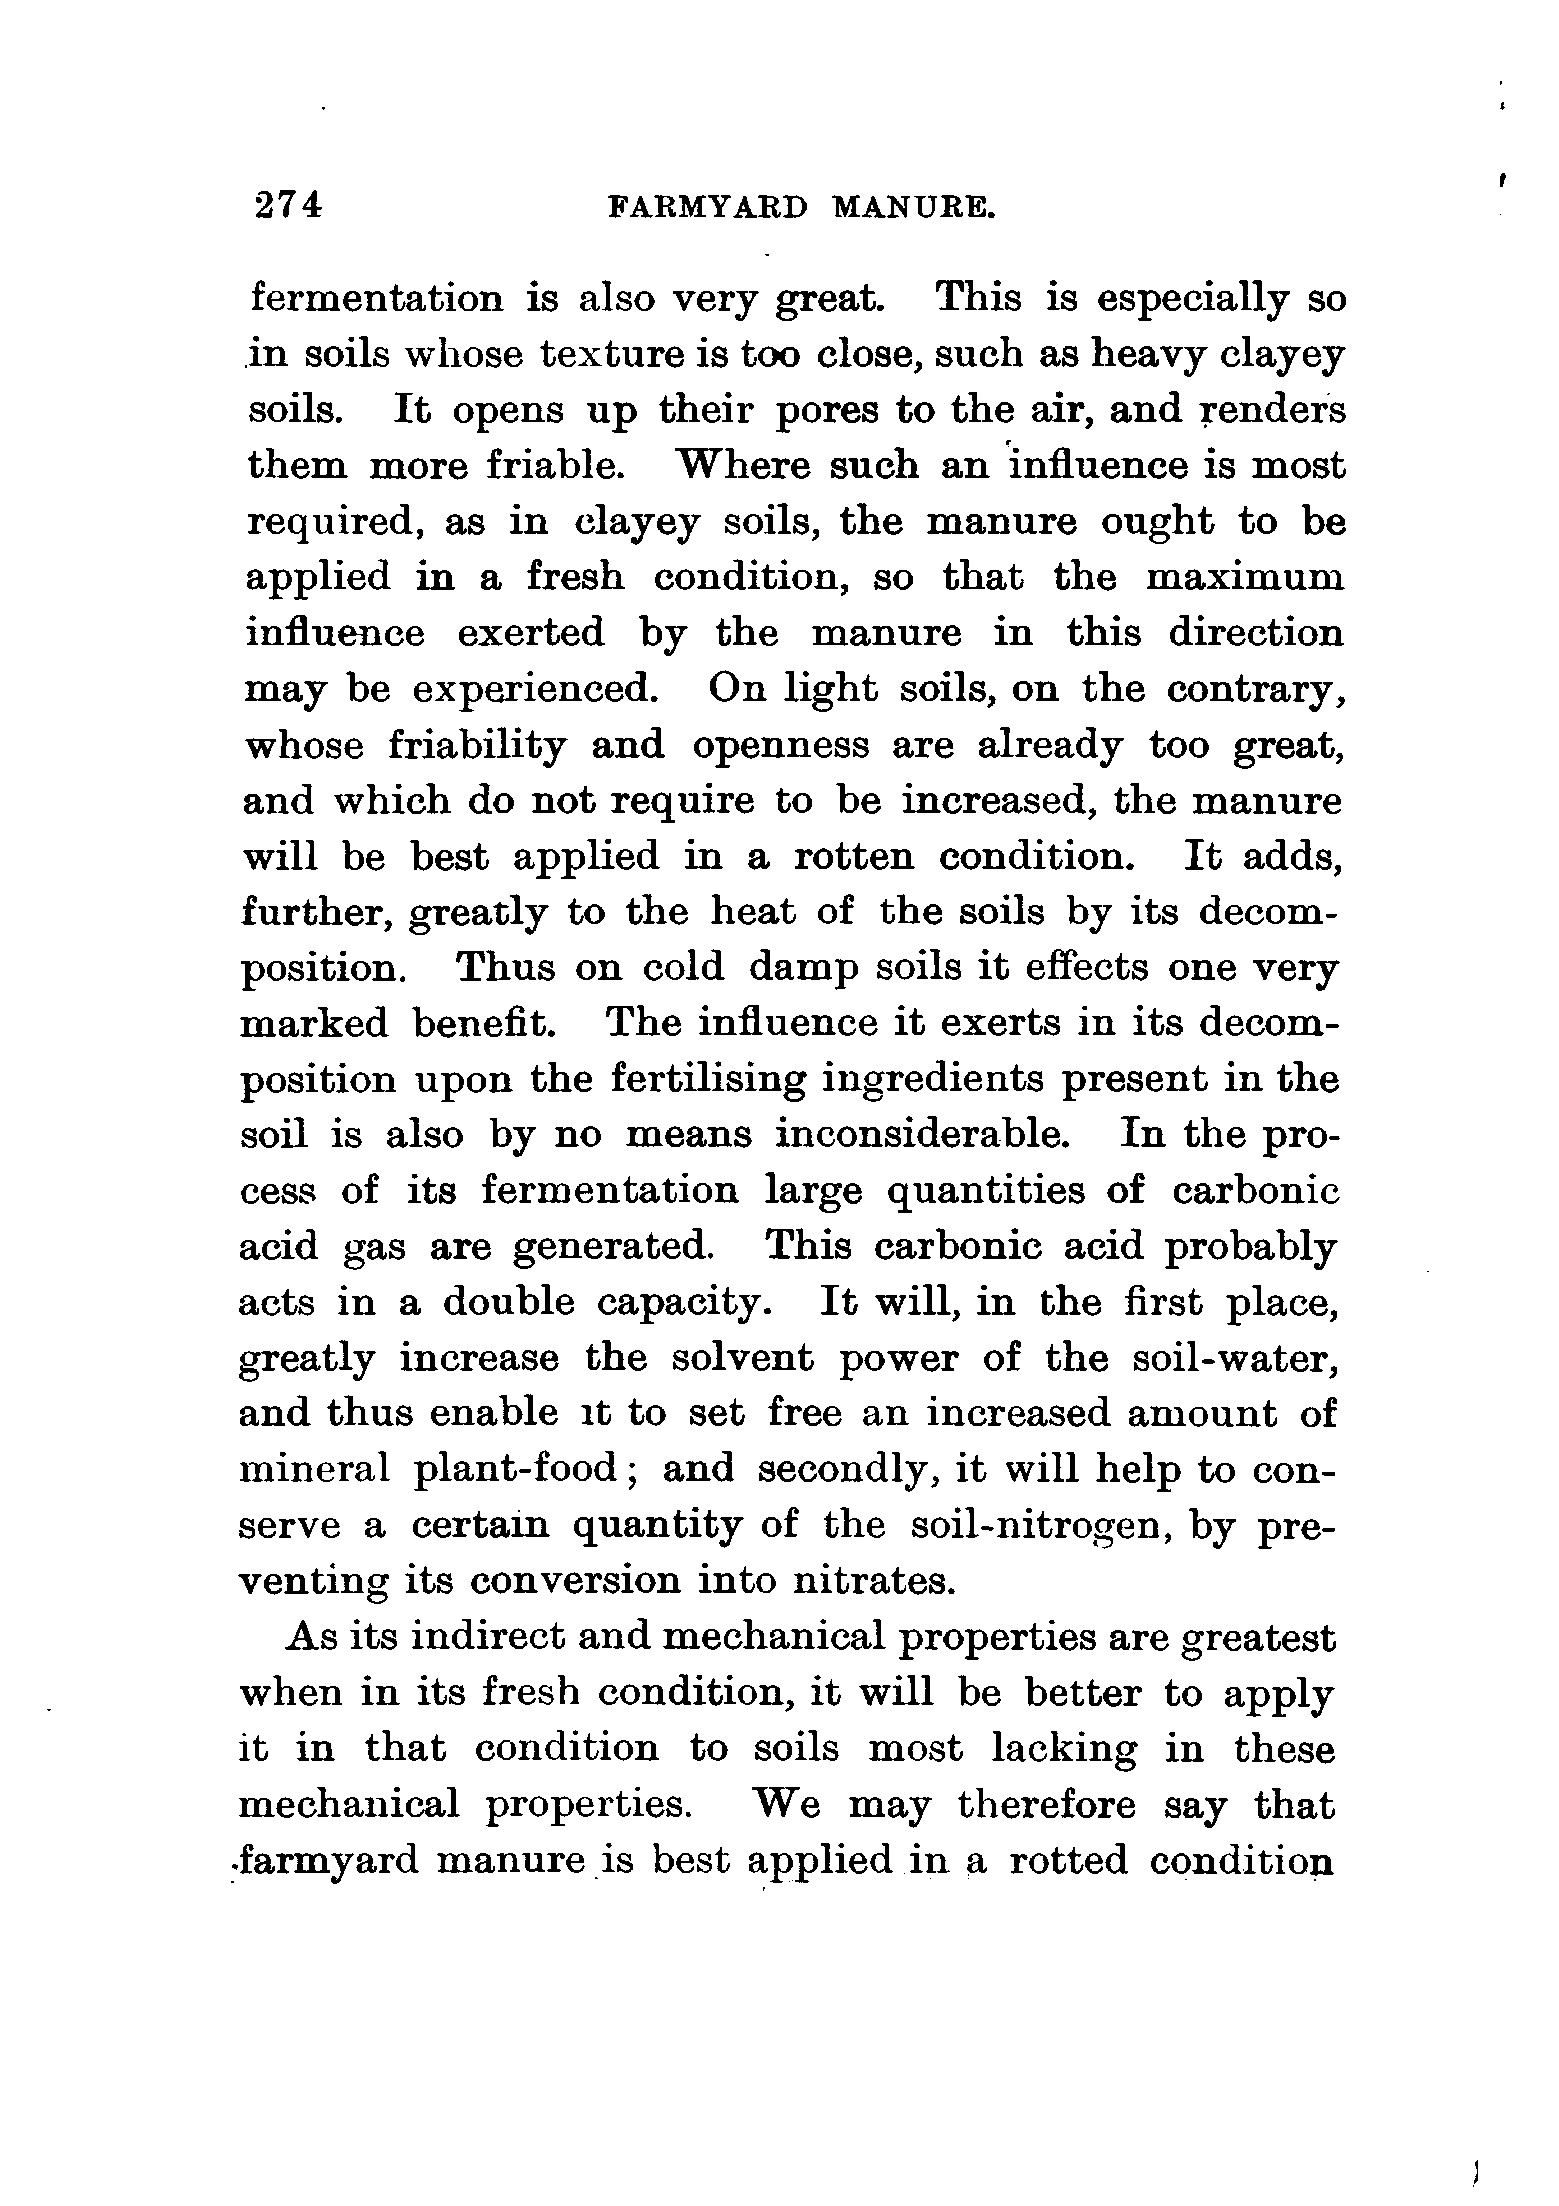 274 FARMYARD MANURE.
fermentation is also very great. This is especially so
in soils whose texture is too close, such as heavy clayey
soils. It opens up their pores to the air, and renders
them more friable. Where such an influence is most
required, as in clayey soils, the manure ought to be
applied in a fresh condition, so that the maximum
influence exerted by the manure in this direction
may be experienced. On light soils, on the contrary,
whose friability and openness are already too great,
and which do not require to be increased, the manure
will be best applied in a rotten condition. It adds,
further, greatly to the heat of the soils by its decom-
position. Thus on cold damp soils it effects one very
marked benefit. The influence it exerts in its decom-
position upon the fertilising ingredients present in the
soil is also by no means inconsiderable. In the pro-
cess of its fermentation large quantities of carbonic
acid gas are generated. This carbonic acid probably
acts in a double capacity. It will, in the first place,
greatly increase the solvent power of the soil-water,
and thus enable it to set free an increased amount of
mineral plant-food; and secondly, it will help to con-
serve a certain quantity of the soil-nitrogen, by pre-
venting its conversion into nitrates.
As its indirect and mechanical properties are greatest
when in its fresh condition, it will be better to apply
it in that condition to soils most lacking in these
mechanical properties. We may therefore say that
farmyard manure is best applied in a rotted condition